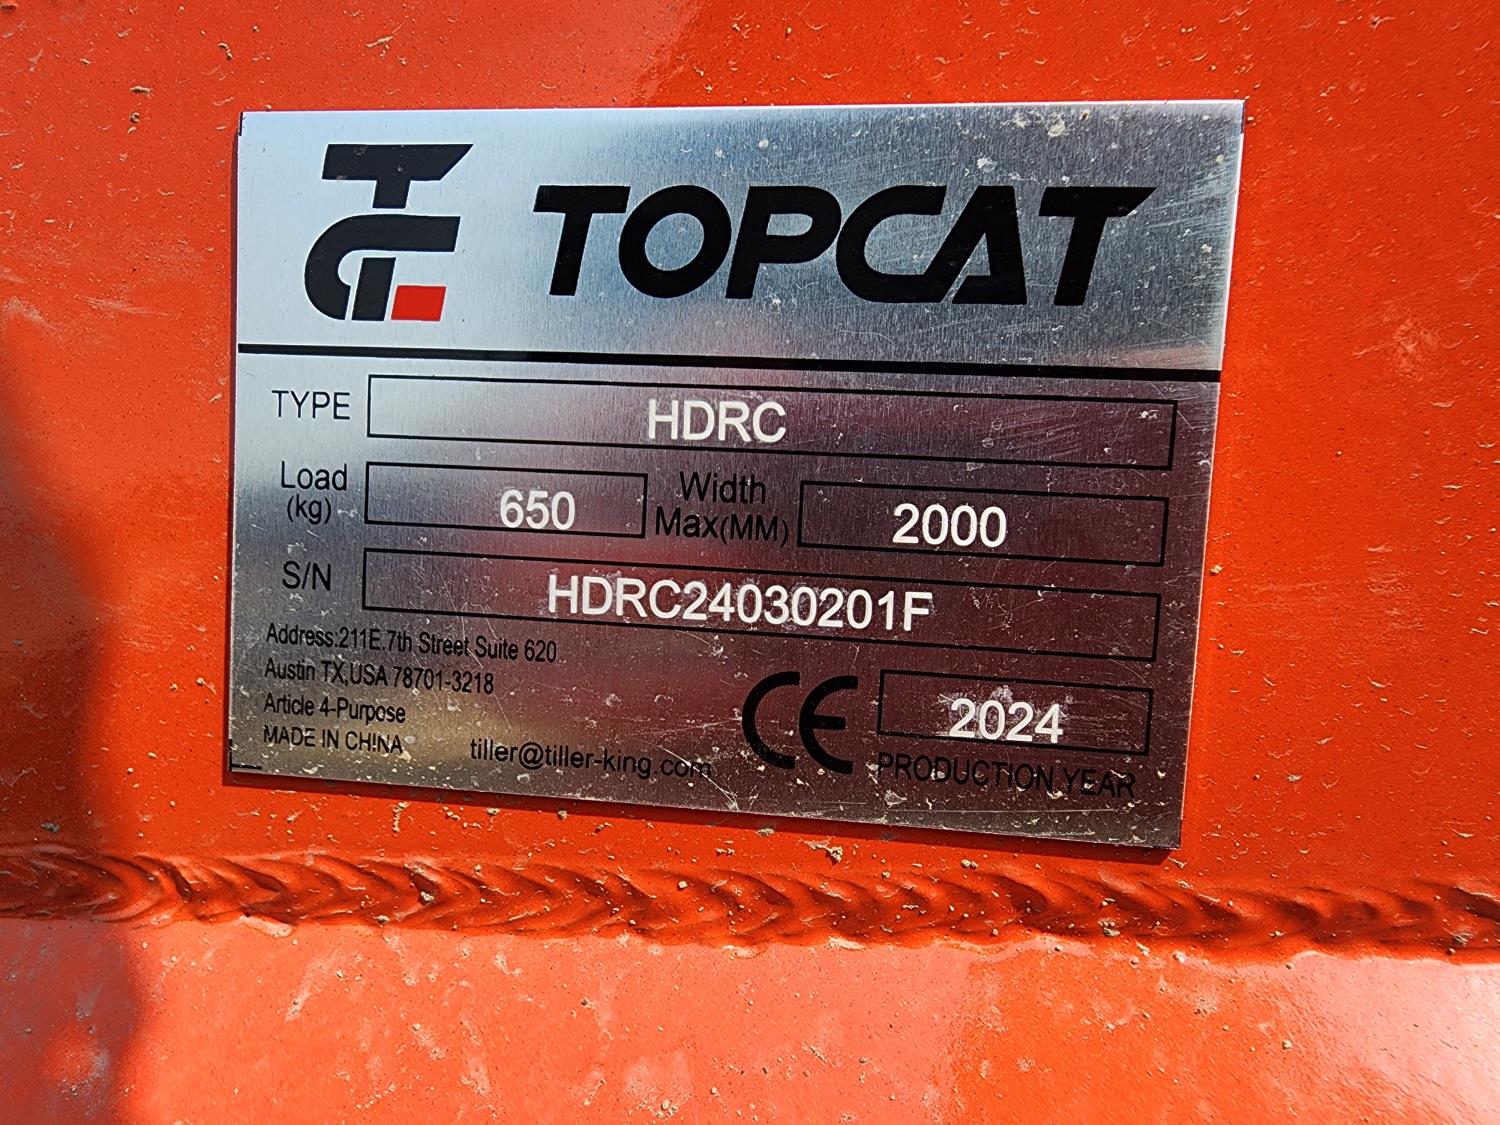 TOPCAT
TYPE HDRC
Load (kg) 650 Width Max(MM) 2000
S/N HDRC24030201F
Address:211E.7th Street Suite 620
Austin TX,USA 78701-3218
Article 4-Purpose
MADE IN CHINA
tiller@tiller-king.com
CE 2024
PRODUCTION YEAR